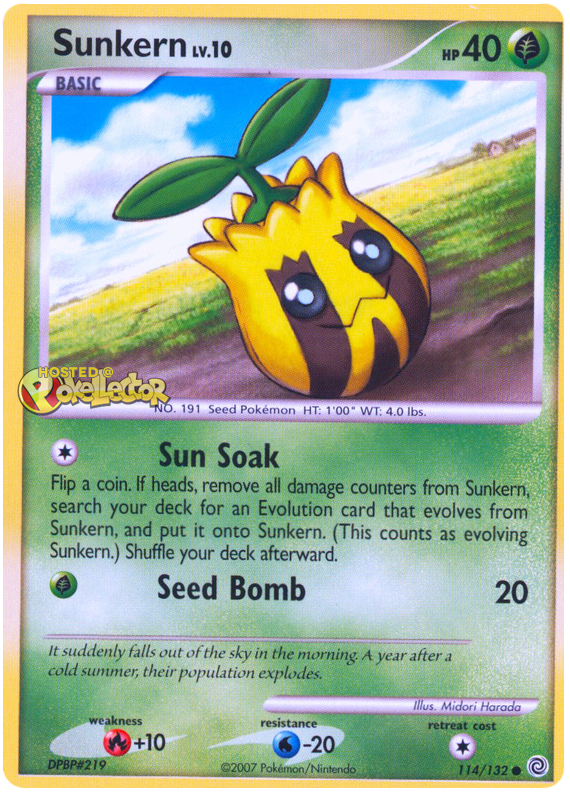 Sunkern LV.10
HP 40
BASIC
HOSTED @
Pokellector
NO. 191 Seed Pokémon HT: 1'00" WT: 4.0 lbs.
Sun Soak
Flip a coin. If heads, remove all damage counters from Sunkern,
search your deck for an Evolution card that evolves from
Sunkern, and put it onto Sunkern. (This counts as evolving
Sunkern.) Shuffle your deck afterward.
Seed Bomb 20
It suddenly falls out of the sky in the morning. A year after a
cold summer, their population explodes.
Illus. Midori Harada
weakness resistance retreat cost
+10 -20
DPBP#219 ©2007 Pokémon/Nintendo 114/132